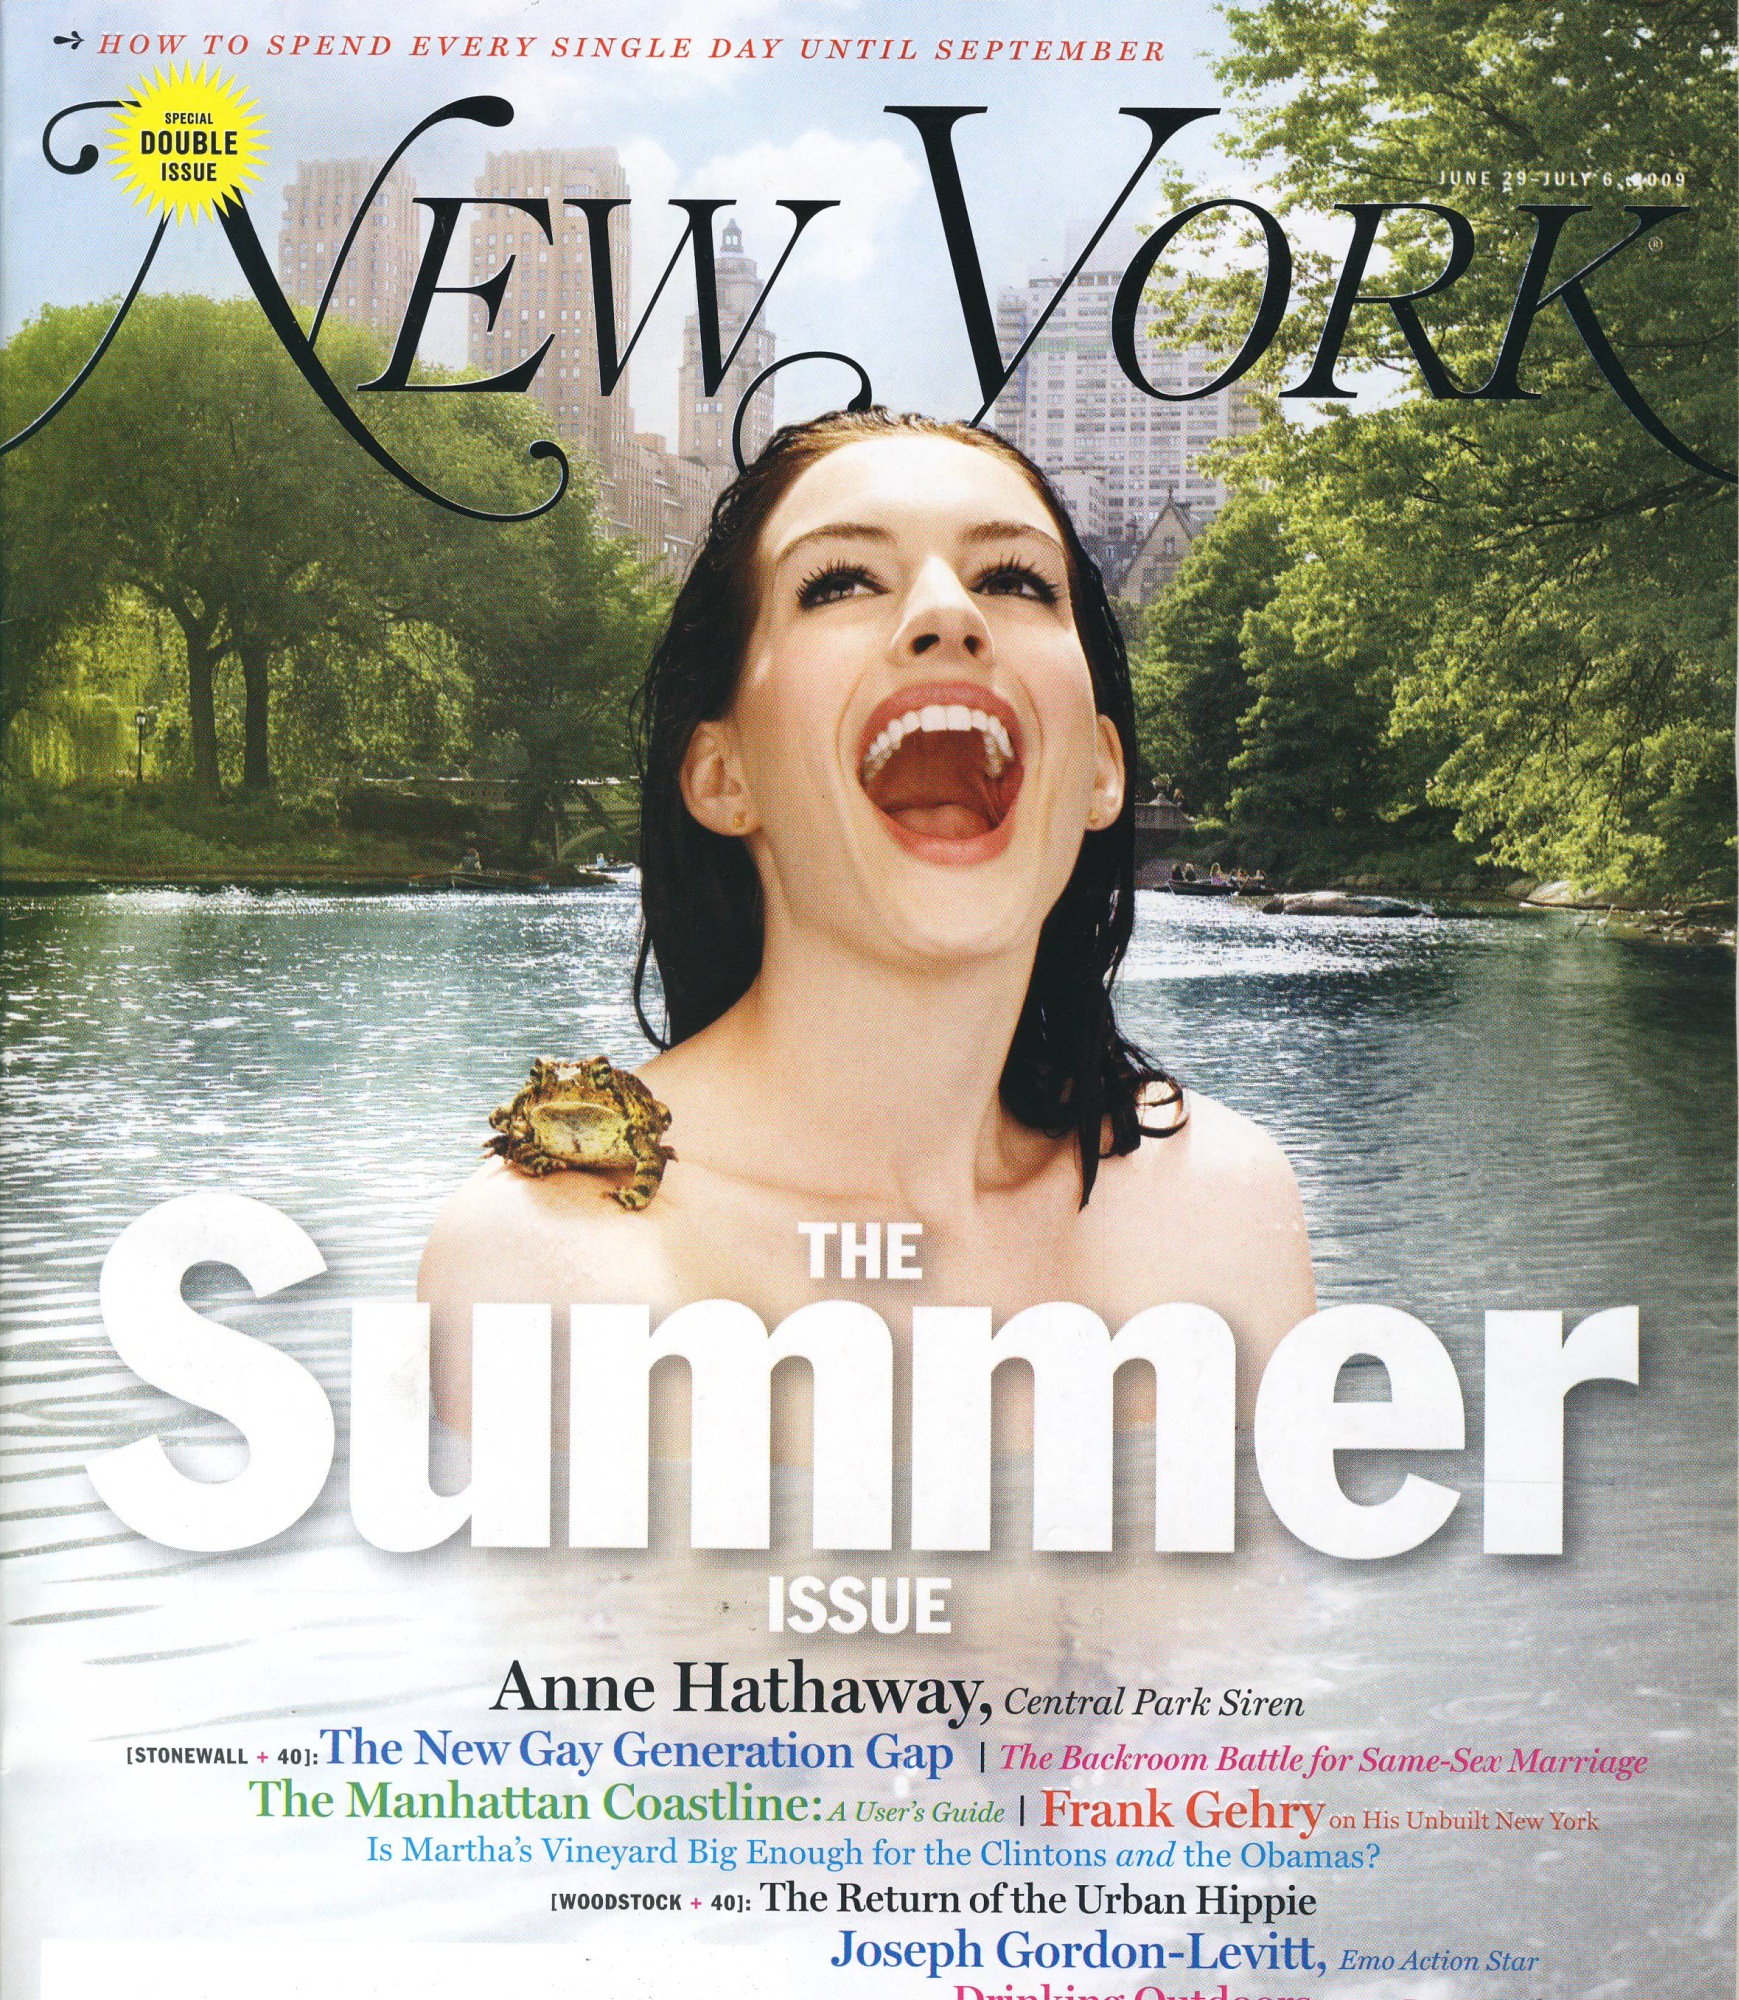 HOW TO SPEND EVERY SINGLE DAY UNTIL SEPTEMBER
SPECIAL
DOUBLE
ISSUE
NEW YORK
®
JUNE 29–JULY 6, 2009
THE
Summer
ISSUE
Anne Hathaway, Central Park Siren
[STONEWALL + 40]: The New Gay Generation Gap | The Backroom Battle for Same-Sex Marriage
The Manhattan Coastline: A User's Guide | Frank Gehry on His Unbuilt New York
Is Martha's Vineyard Big Enough for the Clintons and the Obamas?
[WOODSTOCK + 40]: The Return of the Urban Hippie
Joseph Gordon-Levitt, Emo Action Star
Drinking Outdoors